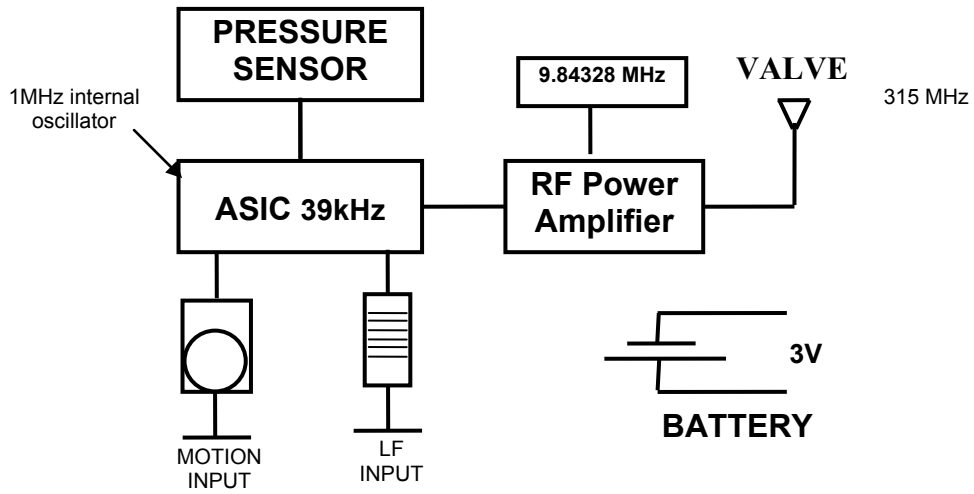 PRESSURE
SENSOR
9.84328 MHz
VALVE
315 MHz
1MHz internal
oscillator
ASIC 39kHz
RF Power
Amplifier
3V
BATTERY
MOTION
INPUT
LF
INPUT